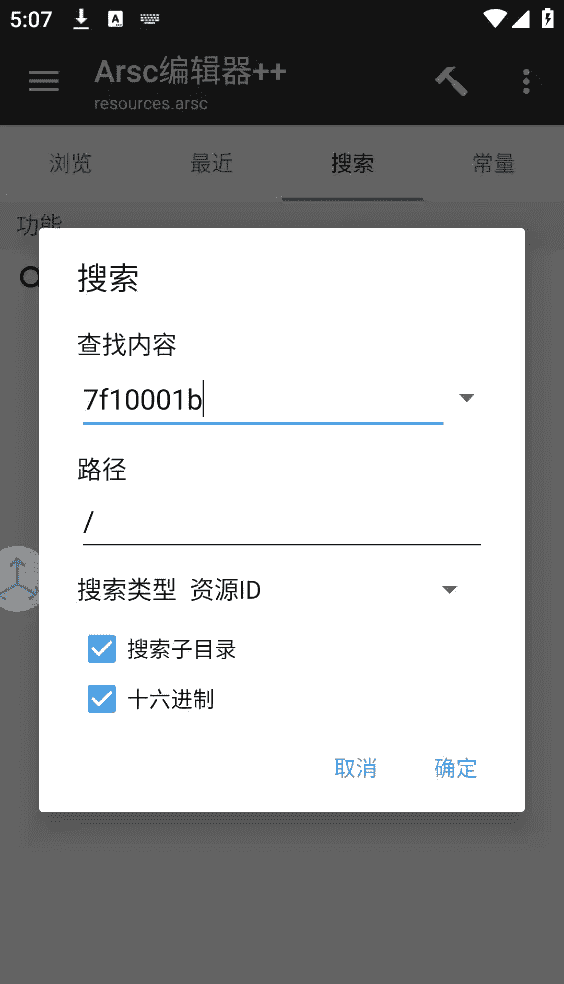 5:07
Arsc编辑器++
resources.arsc
浏览 最近 搜索 常量
功能
搜索
查找内容
7f10001b
路径
/
搜索类型 资源ID
搜索子目录
十六进制
取消 确定